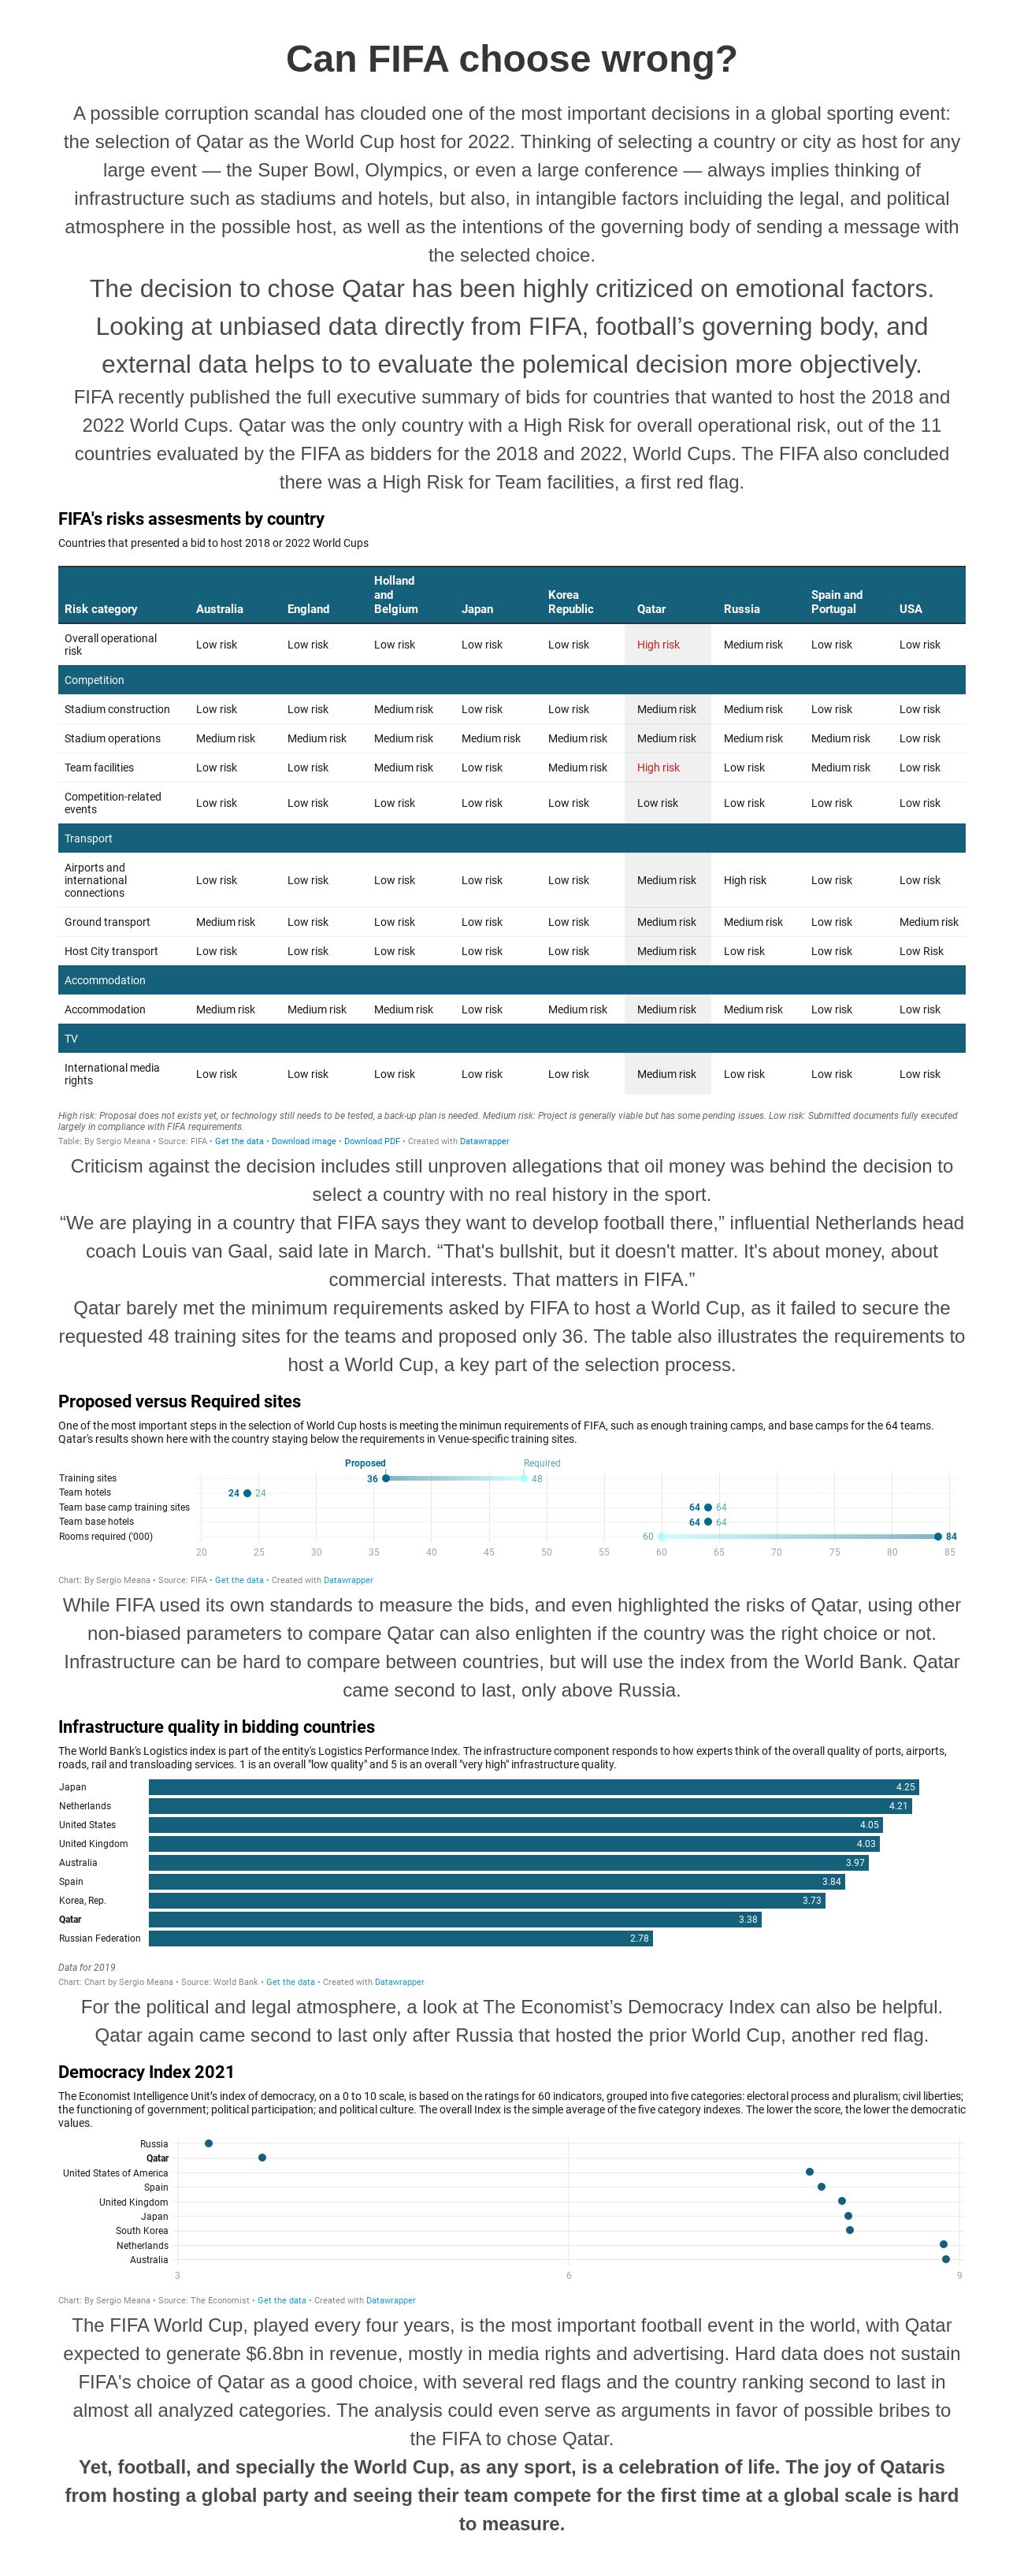 Can FIFA choose wrong?
A possible corruption scandal has clouded one of the most important decisions in a global sporting event:
the selection of Qatar as the World Cup host for 2022. Thinking of selecting a country or city as host for any
large event — the Super Bowl, Olympics, or even a large conference — always implies thinking of
infrastructure such as stadiums and hotels, but also, in intangible factors incluiding the legal, and political
atmosphere in the possible host, as well as the intentions of the governing body of sending a message with
the selected choice.
The decision to chose Qatar has been highly critiziced on emotional factors.
Looking at unbiased data directly from FIFA, football’s governing body, and
external data helps to to evaluate the polemical decision more objectively.
FIFA recently published the full executive summary of bids for countries that wanted to host the 2018 and
2022 World Cups. Qatar was the only country with a High Risk for overall operational risk, out of the 11
countries evaluated by the FIFA as bidders for the 2018 and 2022, World Cups. The FIFA also concluded
there was a High Risk for Team facilities, a first red flag.
FIFA's risks assesments by country
Countries that presented a bid to host 2018 or 2022 World Cups
Risk category Australia England Holland and Belgium Japan Korea Republic Qatar Russia Spain and Portugal USA
Overall operational risk Low risk Low risk Low risk Low risk Low risk High risk Medium risk Low risk Low risk
Competition
Stadium construction Low risk Low risk Medium risk Low risk Low risk Medium risk Medium risk Low risk Low risk
Stadium operations Medium risk Medium risk Medium risk Medium risk Medium risk Medium risk Medium risk Medium risk Low risk
Team facilities Low risk Low risk Medium risk Low risk Medium risk High risk Low risk Medium risk Low risk
Competition-related events Low risk Low risk Low risk Low risk Low risk Low risk Low risk Low risk Low risk
Transport
Airports and international connections Low risk Low risk Low risk Low risk Low risk Medium risk High risk Low risk Low risk
Ground transport Medium risk Low risk Low risk Low risk Low risk Medium risk Medium risk Low risk Medium risk
Host City transport Low risk Low risk Low risk Low risk Low risk Medium risk Low risk Low risk Low Risk
Accommodation
Accommodation Medium risk Medium risk Medium risk Low risk Medium risk Medium risk Medium risk Low risk Low risk
TV
International media rights Low risk Low risk Low risk Low risk Low risk Medium risk Low risk Low risk Low risk
High risk: Proposal does not exists yet, or technology still needs to be tested, a back-up plan is needed. Medium risk: Project is generally viable but has some pending issues. Low risk: Submitted documents fully executed
largely in compliance with FIFA requirements.
Table: By Sergio Meana • Source: FIFA • Get the data • Download image • Download PDF • Created with Datawrapper
Criticism against the decision includes still unproven allegations that oil money was behind the decision to
select a country with no real history in the sport.
“We are playing in a country that FIFA says they want to develop football there,” influential Netherlands head
coach Louis van Gaal, said late in March. “That's bullshit, but it doesn't matter. It's about money, about
commercial interests. That matters in FIFA.”
Qatar barely met the minimum requirements asked by FIFA to host a World Cup, as it failed to secure the
requested 48 training sites for the teams and proposed only 36. The table also illustrates the requirements to
host a World Cup, a key part of the selection process.
Proposed versus Required sites
One of the most important steps in the selection of World Cup hosts is meeting the minimun requirements of FIFA, such as enough training camps, and base camps for the 64 teams.
Qatar's results shown here with the country staying below the requirements in Venue-specific training sites.
Proposed Required
Training sites 36 48
Team hotels 24 24
Team base camp training sites 64 64
Team base hotels 64 64
Rooms required ('000) 60 84
20 25 30 35 40 45 50 55 60 65 70 75 80 85
Chart: By Sergio Meana • Source: FIFA • Get the data • Created with Datawrapper
While FIFA used its own standards to measure the bids, and even highlighted the risks of Qatar, using other
non-biased parameters to compare Qatar can also enlighten if the country was the right choice or not.
Infrastructure can be hard to compare between countries, but will use the index from the World Bank. Qatar
came second to last, only above Russia.
Infrastructure quality in bidding countries
The World Bank's Logistics index is part of the entity's Logistics Performance Index. The infrastructure component responds to how experts think of the overall quality of ports, airports,
roads, rail and transloading services. 1 is an overall "low quality" and 5 is an overall "very high" infrastructure quality.
Japan 4.25
Netherlands 4.21
United States 4.05
United Kingdom 4.03
Australia 3.97
Spain 3.84
Korea, Rep. 3.73
Qatar 3.38
Russian Federation 2.78
Data for 2019
Chart: Chart by Sergio Meana • Source: World Bank • Get the data • Created with Datawrapper
For the political and legal atmosphere, a look at The Economist’s Democracy Index can also be helpful.
Qatar again came second to last only after Russia that hosted the prior World Cup, another red flag.
Democracy Index 2021
The Economist Intelligence Unit’s index of democracy, on a 0 to 10 scale, is based on the ratings for 60 indicators, grouped into five categories: electoral process and pluralism; civil liberties;
the functioning of government; political participation; and political culture. The overall Index is the simple average of the five category indexes. The lower the score, the lower the democratic
values.
Russia
Qatar
United States of America
Spain
United Kingdom
Japan
South Korea
Netherlands
Australia
3 6 9
Chart: By Sergio Meana • Source: The Economist • Get the data • Created with Datawrapper
The FIFA World Cup, played every four years, is the most important football event in the world, with Qatar
expected to generate $6.8bn in revenue, mostly in media rights and advertising. Hard data does not sustain
FIFA's choice of Qatar as a good choice, with several red flags and the country ranking second to last in
almost all analyzed categories. The analysis could even serve as arguments in favor of possible bribes to
the FIFA to chose Qatar.
Yet, football, and specially the World Cup, as any sport, is a celebration of life. The joy of Qataris
from hosting a global party and seeing their team compete for the first time at a global scale is hard
to measure.